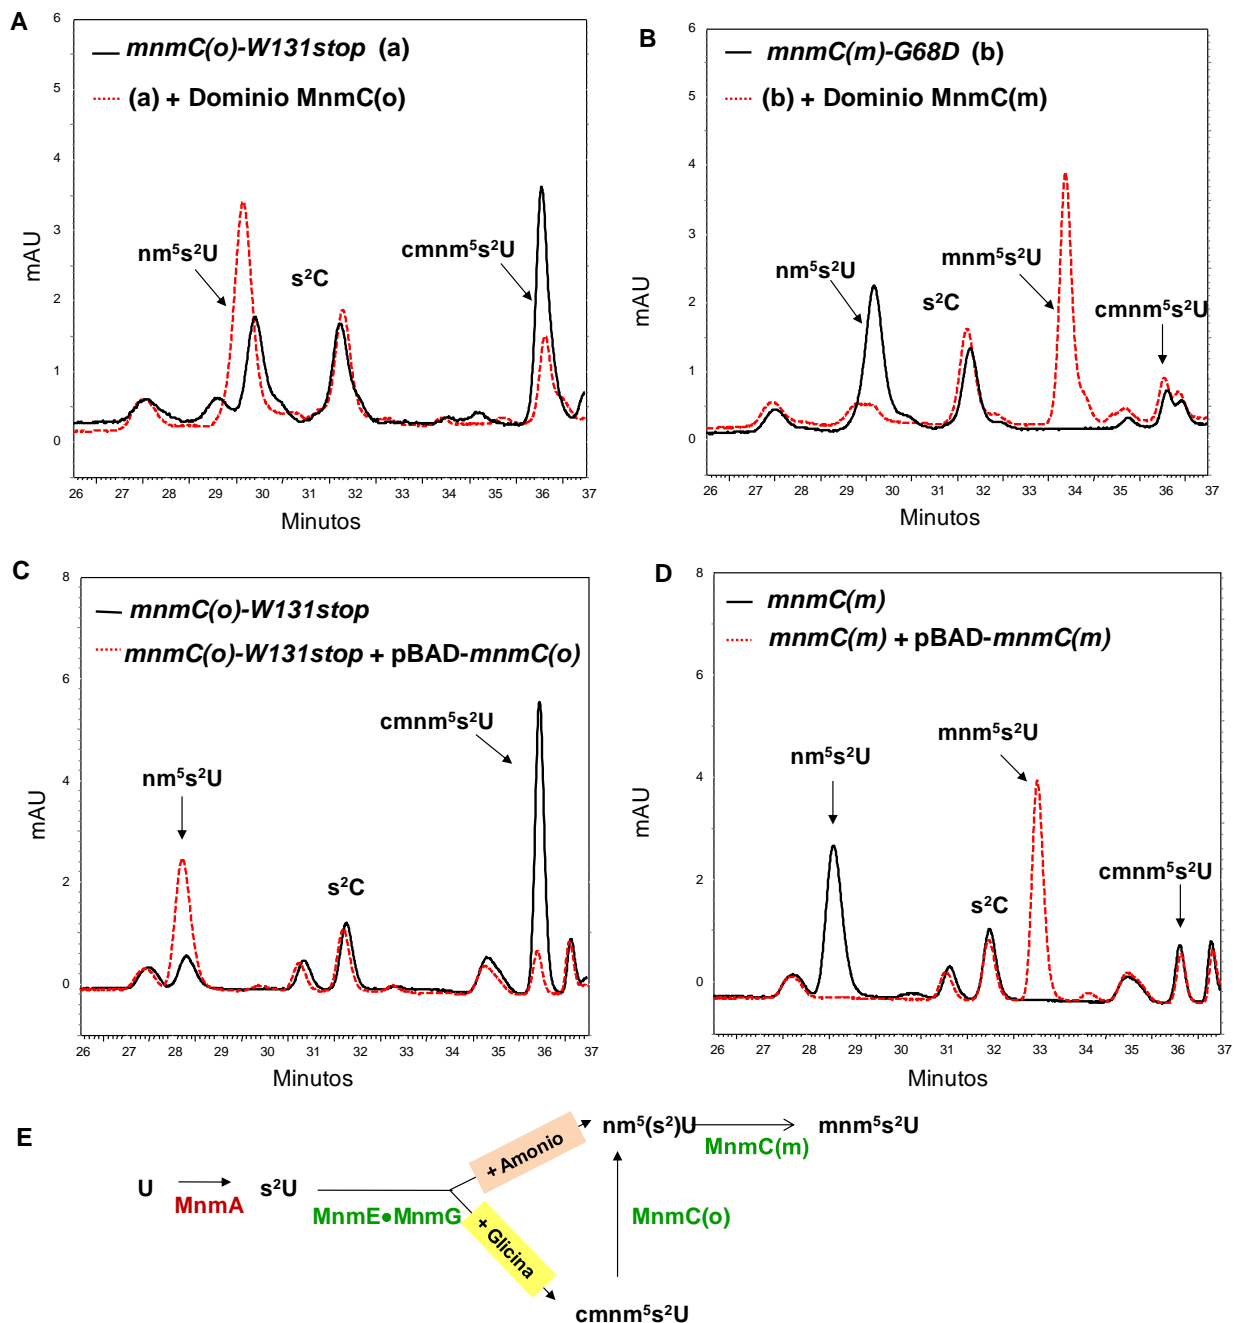 A
mnmC(o)-W131stop (a)
(a) + Dominio MnmC(o)
nm⁵s²U
s²C
cmnm⁵s²U
mAU
6
5
4
3
2
1
0
26 27 28 29 30 31 32 33 34 35 36 37
Minutos
B
mnmC(m)-G68D (b)
(b) + Dominio MnmC(m)
nm⁵s²U
s²C
mnm⁵s²U
cmnm⁵s²U
mAU
6
5
4
3
2
1
0
26 27 28 29 30 31 32 33 34 35 36 37
Minutos
C
mnmC(o)-W131stop
mnmC(o)-W131stop + pBAD-mnmC(o)
cmnm⁵s²U
nm⁵s²U
s²C
mAU
8
6
4
2
0
26 27 28 29 30 31 32 33 34 35 36 37
Minutos
D
mnmC(m)
mnmC(m) + pBAD-mnmC(m)
mnm⁵s²U
nm⁵s²U
cmnm⁵s²U
s²C
mAU
8
6
4
2
0
26 27 28 29 30 31 32 33 34 35 36 37
Minutos
E
U
MnmA
s²U
MnmE•MnmG
+ Amonio
+ Glicina
nm⁵(s²)U
MnmC(m)
mnm⁵s²U
MnmC(o)
cmnm⁵s²U